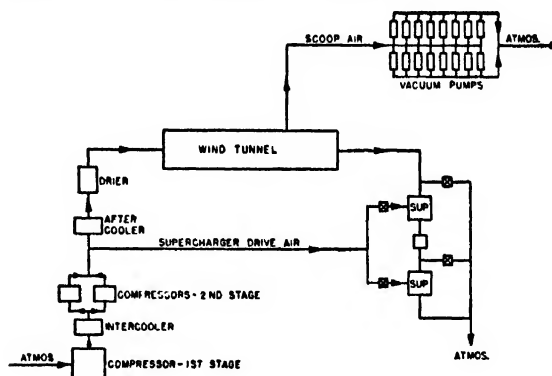 SCOOP AIR
ATMOS.
VACUUM PUMPS
WIND TUNNEL
DRIER
AFTER
COOLER
SUPERCHARGER DRIVE AIR
SUP
COMPRESSORS-2ND STAGE
SUP
INTERCOOLER
ATMOS
COMPRESSOR-1ST STAGE
ATMOS.